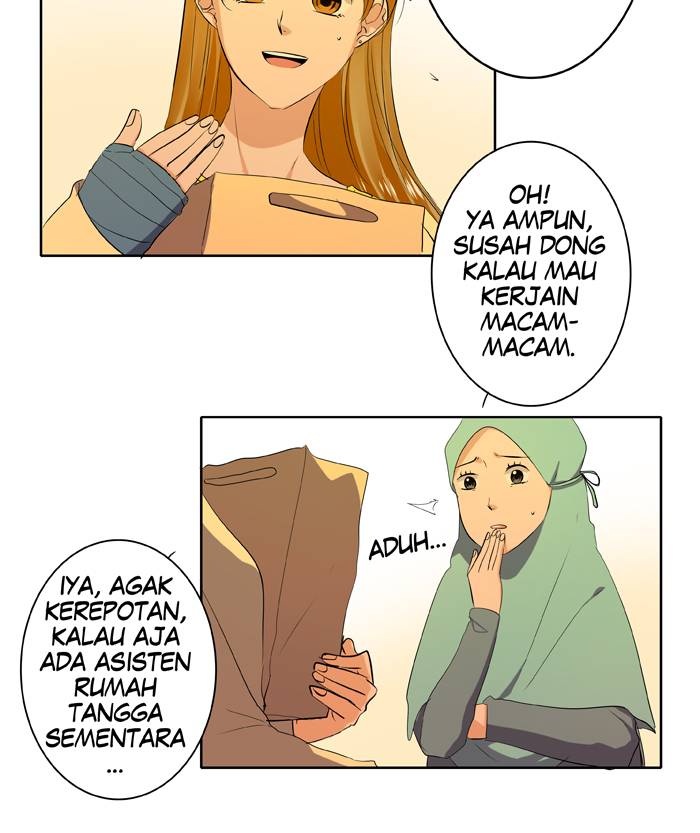 OH!
YA AMPUN,
SUSAH DONG
KALAU MAU
KERJAIN
MACAM-
MACAM.
ADUH...
IYA, AGAK
KEREPOTAN,
KALAU AJA
ADA ASISTEN
RUMAH
TANGGA
SEMENTARA
...